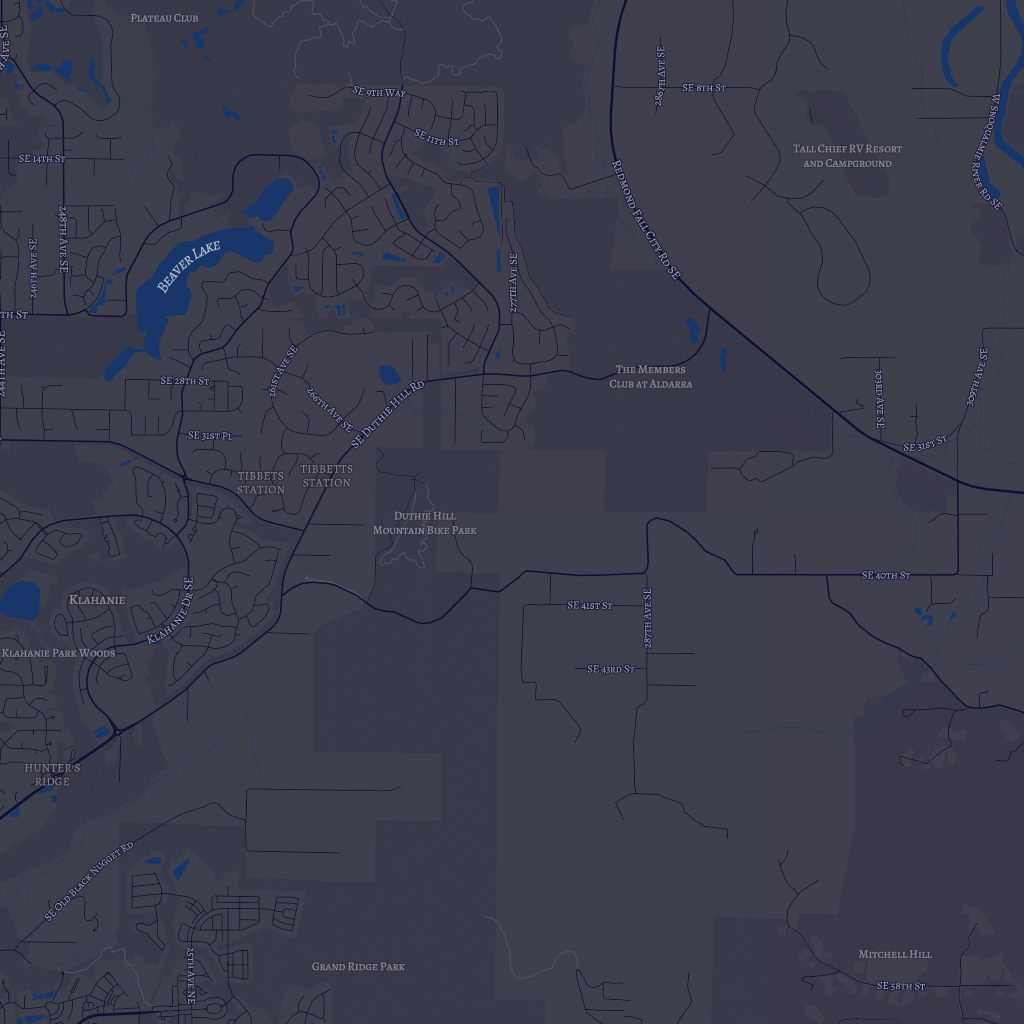 Plateau Club
AVE SE
SE 9th Way
286th Ave SE
SE 8th St
SE 11th St
SE 14th St
Tall Chief RV Resort
and Campground
W Snoqualmie River Rd SE
Redmond Fall City Rd SE
248th Ave SE
246th Ave SE
Beaver Lake
277th Ave SE
TH ST
SE 28th St
261st Ave SE
266th Ave SE
SE Duthie Hill Rd
The Members
Club at Aldarra
303rd Ave SE
309th Ave SE
SE 31st Pl
SE 31st St
TIBBETS
STATION
TIBBETTS
STATION
Duthie Hill
Mountain Bike Park
SE 40th St
Klahanie
Klahanie Dr SE
SE 41st St
287th Ave SE
Klahanie Park Woods
SE 43rd St
HUNTER'S
RIDGE
SE Old Black Nugget Rd
25th Ave NE
Grand Ridge Park
Mitchell Hill
SE 58th St